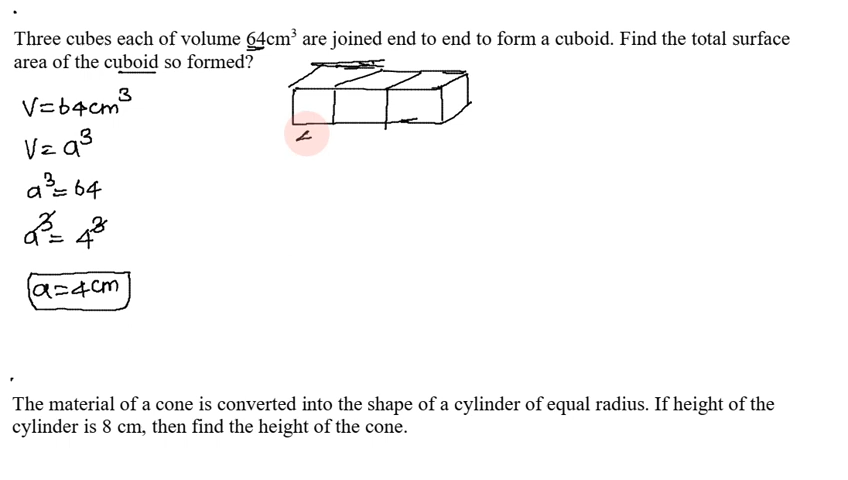 Three cubes each of volume 64cm³ are joined end to end to form a cuboid. Find the total surface
area of the cuboid so formed?
V=64cm³
V= a³
a³=64
a³= 4³
a=4cm
The material of a cone is converted into the shape of a cylinder of equal radius. If height of the
cylinder is 8 cm, then find the height of the cone.